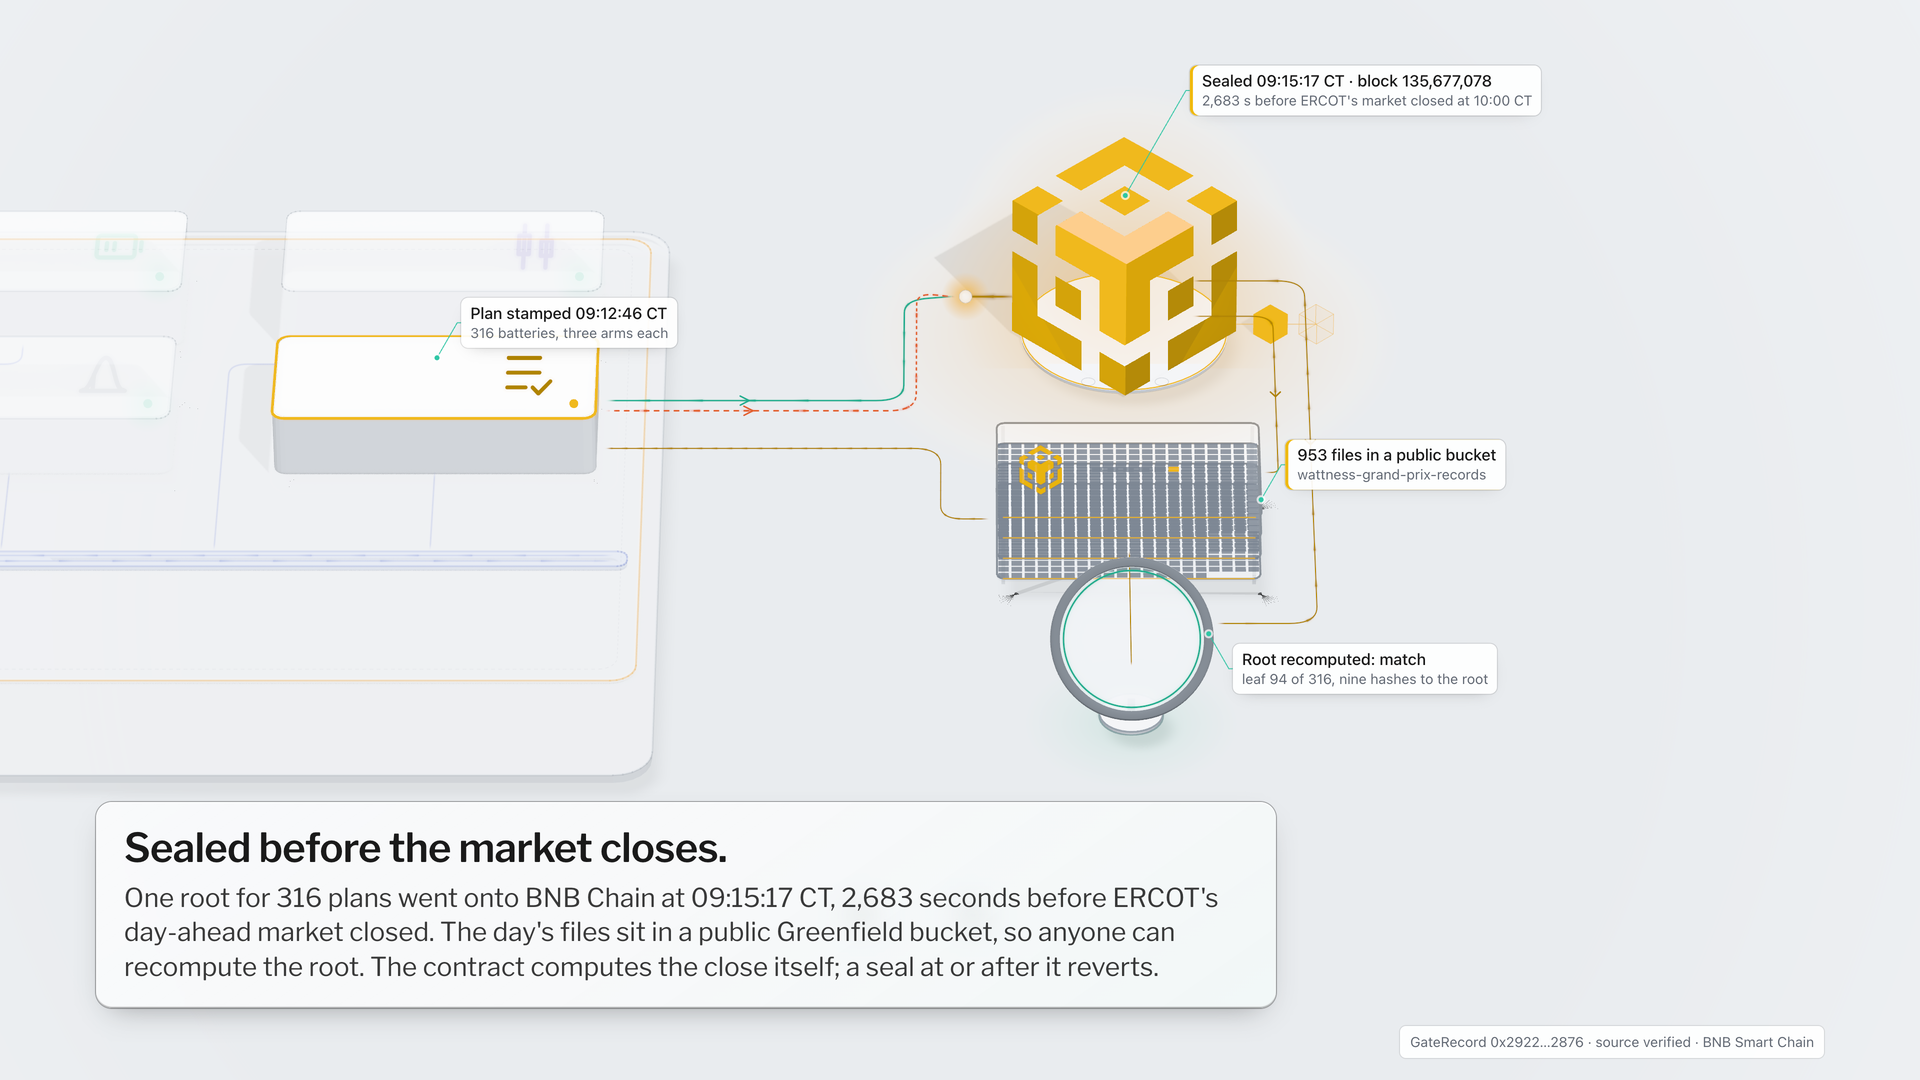 Sealed 09:15:17 CT · block 135,677,078
2,683 s before ERCOT's market closed at 10:00 CT
Plan stamped 09:12:46 CT
316 batteries, three arms each
953 files in a public bucket
wattness-grand-prix-records
Root recomputed: match
leaf 94 of 316, nine hashes to the root
Sealed before the market closes.
One root for 316 plans went onto BNB Chain at 09:15:17 CT, 2,683 seconds before ERCOT's
day-ahead market closed. The day's files sit in a public Greenfield bucket, so anyone can
recompute the root. The contract computes the close itself; a seal at or after it reverts.
GateRecord 0x2922...2876 · source verified · BNB Smart Chain